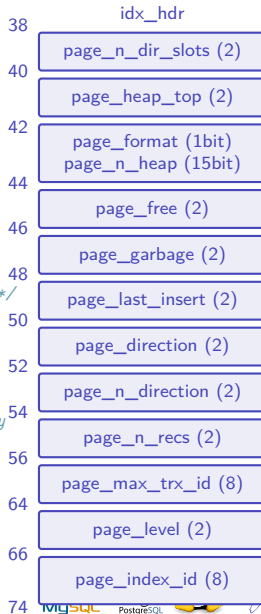 idx_hdr
38
page_n_dir_slots (2)
40
page_heap_top (2)
42
page_format (1bit)
page_n_heap (15bit)
44
page_free (2)
46
page_garbage (2)
48
*/
page_last_insert (2)
50
page_direction (2)
52
page_n_direction (2)
54
y
page_n_recs (2)
56
page_max_trx_id (8)
64
page_level (2)
66
page_index_id (8)
74
MySQL
PostgreSQL